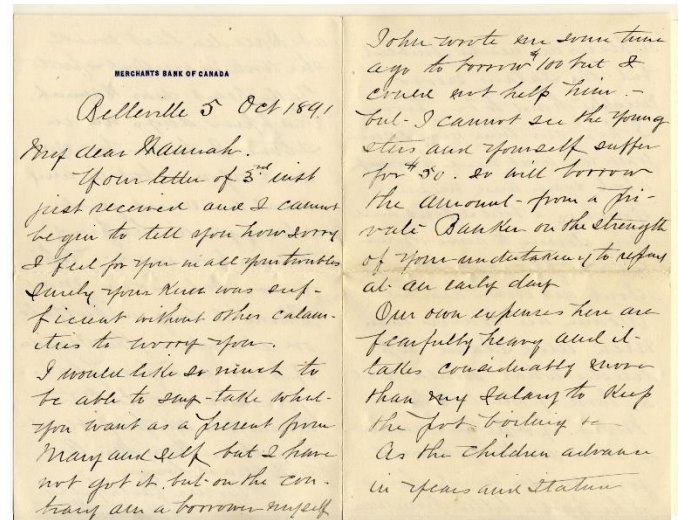 MERCHANTS BANK OF CANADA
Belleville 5 Oct 1891
My dear Hannah.
Your letter of 3rd inst
just received and I cannot
begin to tell you how sorry
I feel for you in all your troubles
Surely your Knee was suf-
ficient without other calam-
ities to worry you.
I would like so much to
be able to say - take what
you want as a present from
Mary and self but I have
not got it. but on the con-
trary am a borrower myself
John wrote me some time
ago to borrow $100 but I
could not help him. -
but I cannot see the young
sters and yourself suffer
for $50. so will borrow
the amount - from a pri-
vate Banker on the strength
of your undertaking to repay
at an early day
Our own expenses here are
fearfully heavy and it
takes considerably more
than my salary to Keep
the pot boiling &
As the children advance
in years and Stature